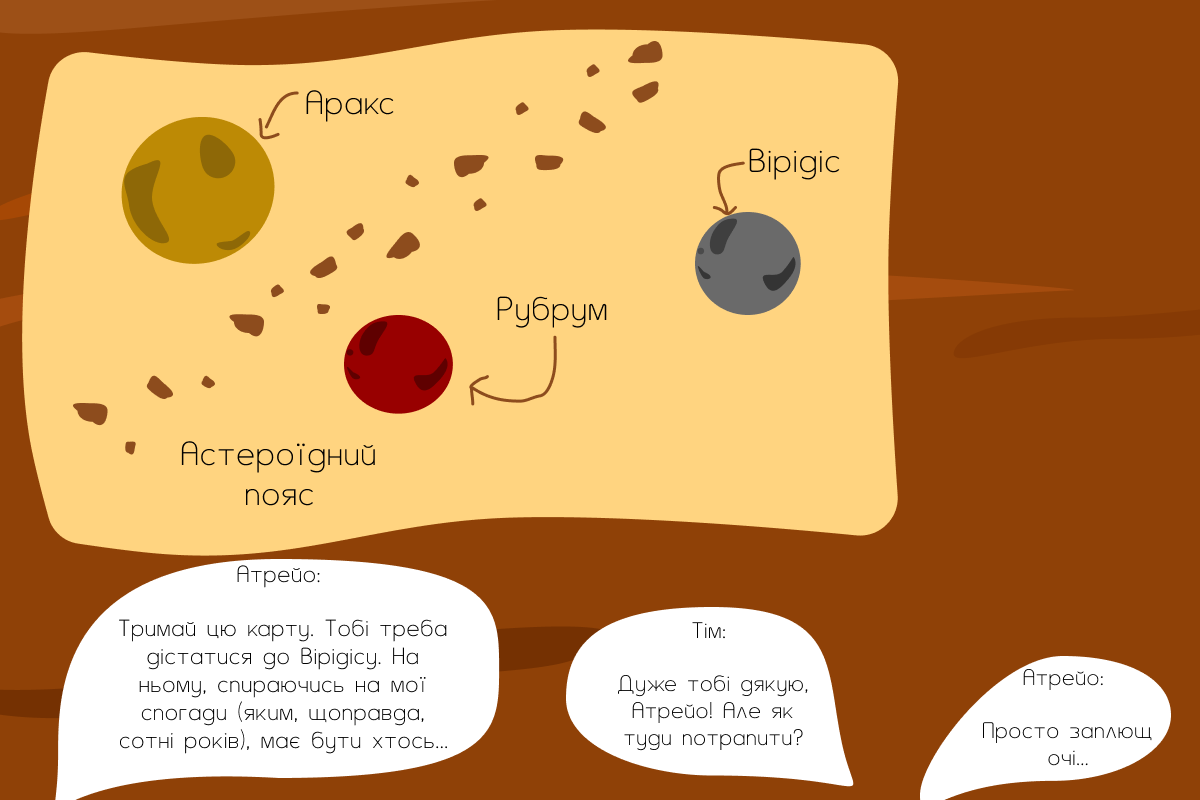 Аракс
Вірідіс
Рубрум
Астероїдний
пояс
Атрейо:
Тримай цю карту. Тобі треба
дістатися до Вірідісу. На
ньому, спираючись на мої
спогади (яким, щоправда,
сотні років), має бути хтось...
Тім:
Дуже тобі дякую,
Атрейо! Але як
туди потрапити?
Атрейо:
Просто заплющ
очі...